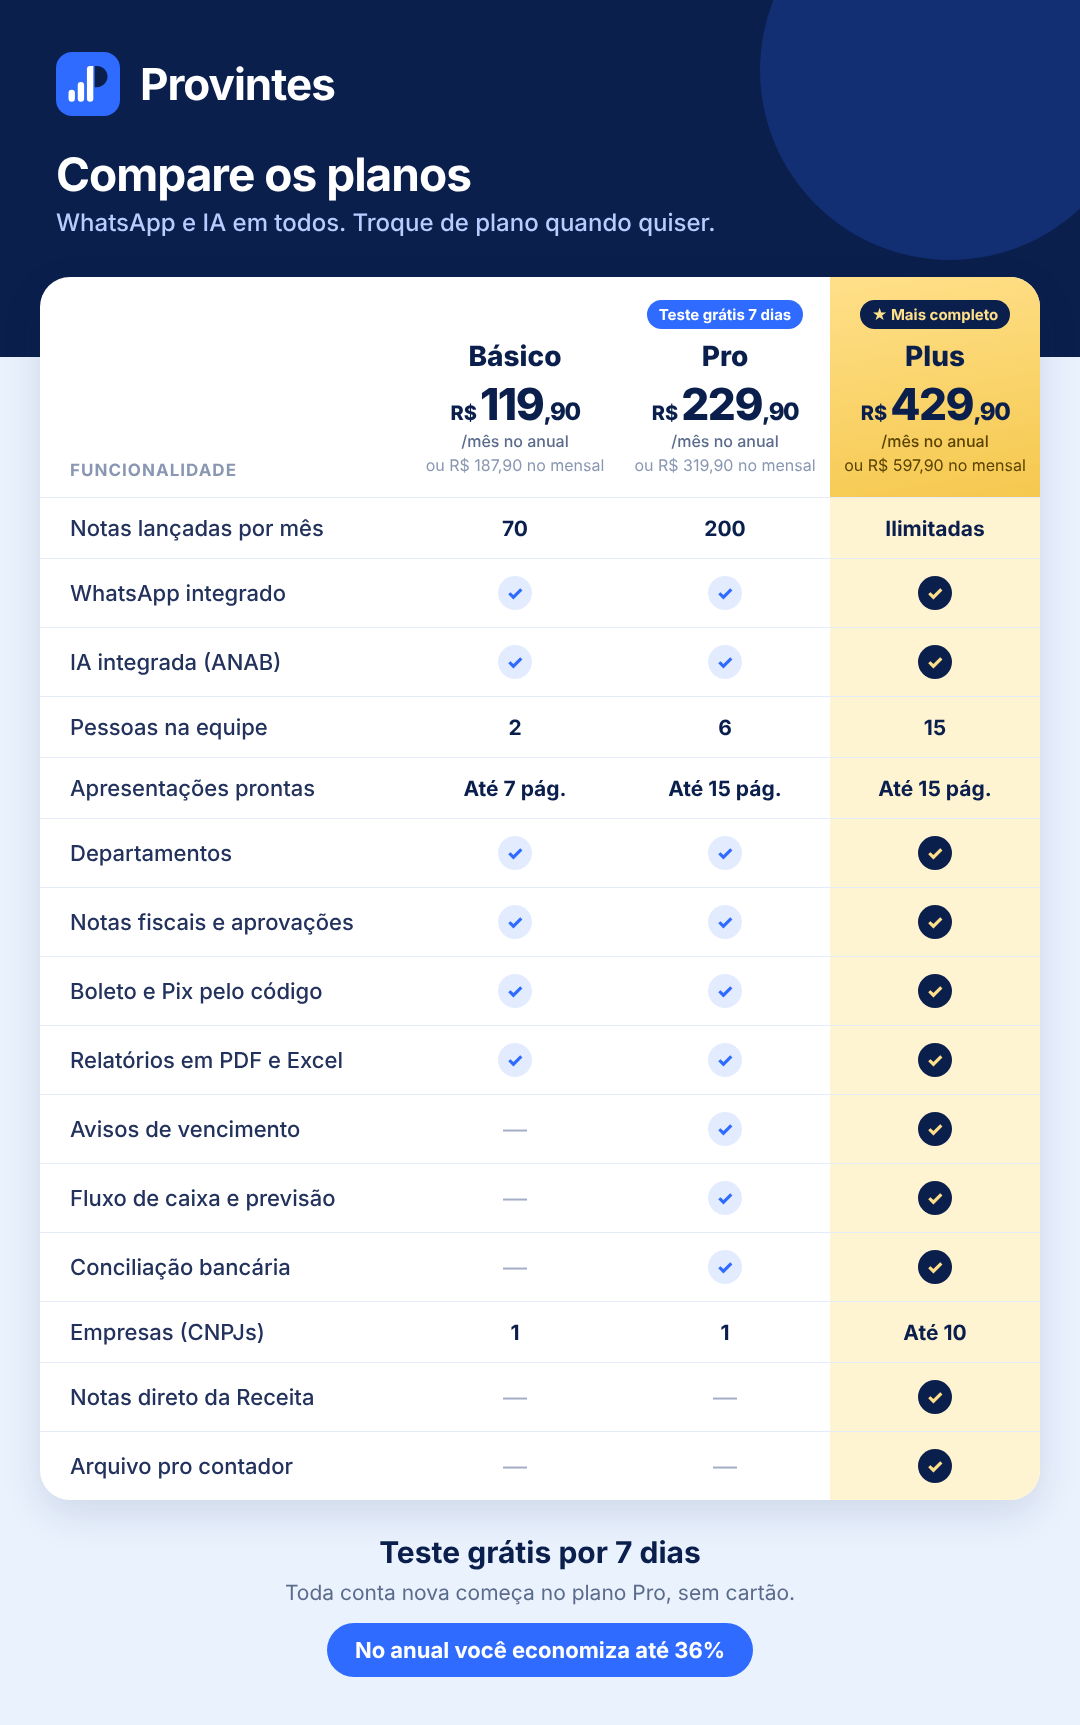 Provintes
Compare os planos
WhatsApp e IA em todos. Troque de plano quando quiser.
Teste grátis 7 dias
★ Mais completo
Básico
Pro
Plus
R$ 119,90
R$ 229,90
R$ 429,90
/mês no anual
/mês no anual
/mês no anual
FUNCIONALIDADE
ou R$ 187,90 no mensal
ou R$ 319,90 no mensal
ou R$ 597,90 no mensal
Notas lançadas por mês 70 200 Ilimitadas
WhatsApp integrado ✓ ✓ ✓
IA integrada (ANAB) ✓ ✓ ✓
Pessoas na equipe 2 6 15
Apresentações prontas Até 7 pág. Até 15 pág. Até 15 pág.
Departamentos ✓ ✓ ✓
Notas fiscais e aprovações ✓ ✓ ✓
Boleto e Pix pelo código ✓ ✓ ✓
Relatórios em PDF e Excel ✓ ✓ ✓
Avisos de vencimento — ✓ ✓
Fluxo de caixa e previsão — ✓ ✓
Conciliação bancária — ✓ ✓
Empresas (CNPJs) 1 1 Até 10
Notas direto da Receita — — ✓
Arquivo pro contador — — ✓
Teste grátis por 7 dias
Toda conta nova começa no plano Pro, sem cartão.
No anual você economiza até 36%